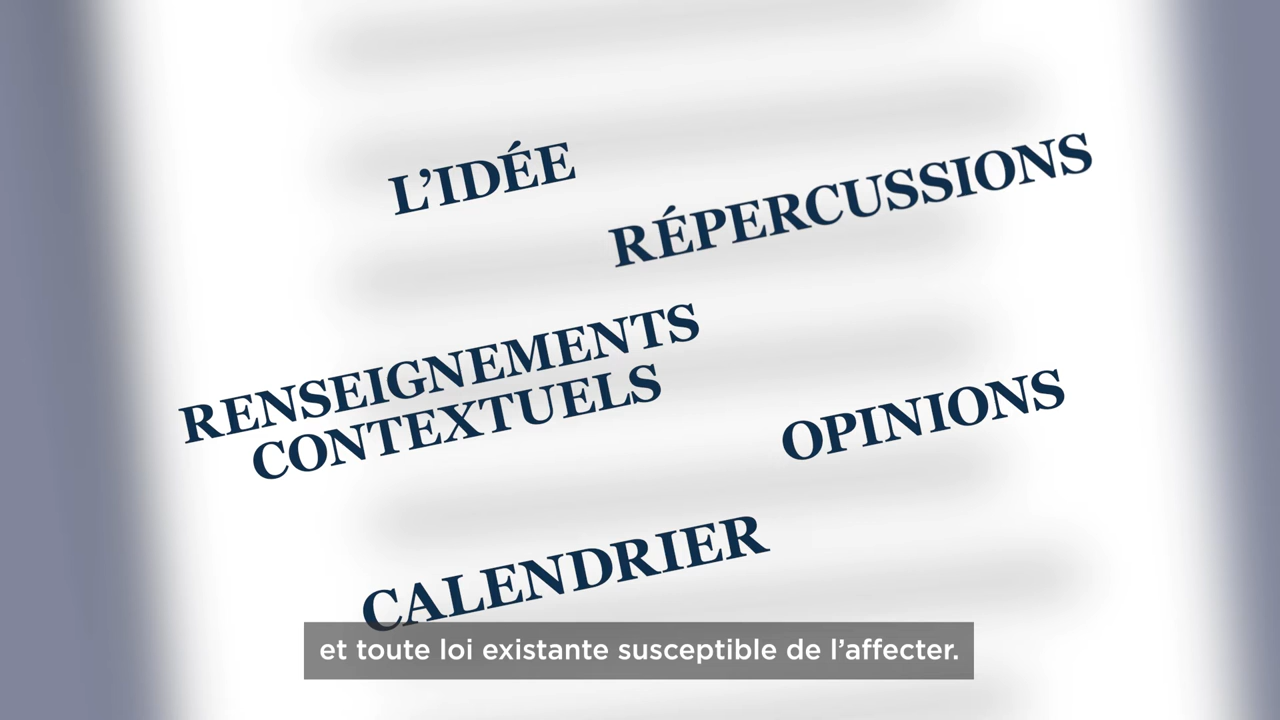 L’IDÉE
RÉPERCUSSIONS
RENSEIGNEMENTS
CONTEXTUELS
OPINIONS
CALENDRIER
et toute loi existante susceptible de l’affecter.